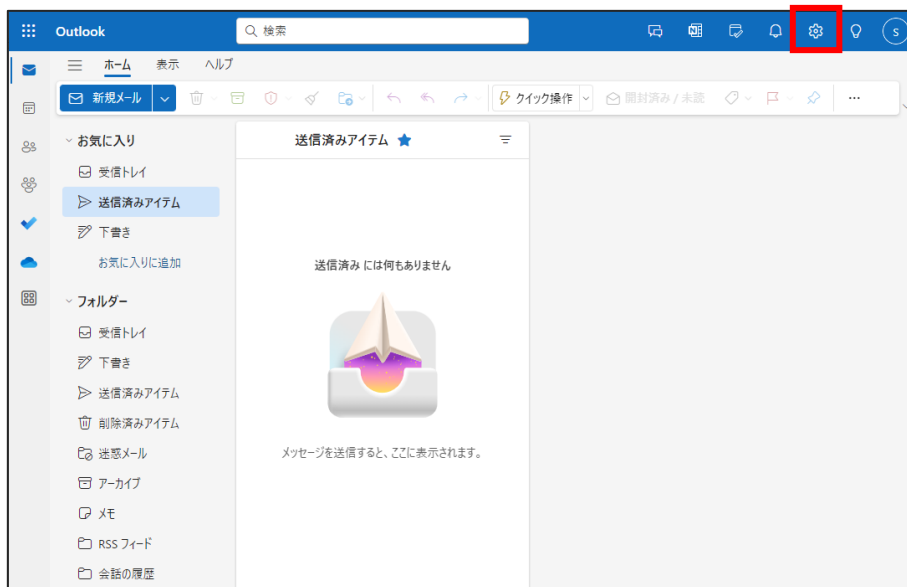 Outlook
検索
S
ホーム 表示 ヘルプ
新規メール
クイック操作
開封済み / 未読
お気に入り
受信トレイ
送信済みアイテム
下書き
お気に入りに追加
フォルダー
受信トレイ
下書き
送信済みアイテム
削除済みアイテム
迷惑メール
アーカイブ
メモ
RSS フィード
会話の履歴
送信済みアイテム
送信済み には何もありません
メッセージを送信すると、ここに表示されます。